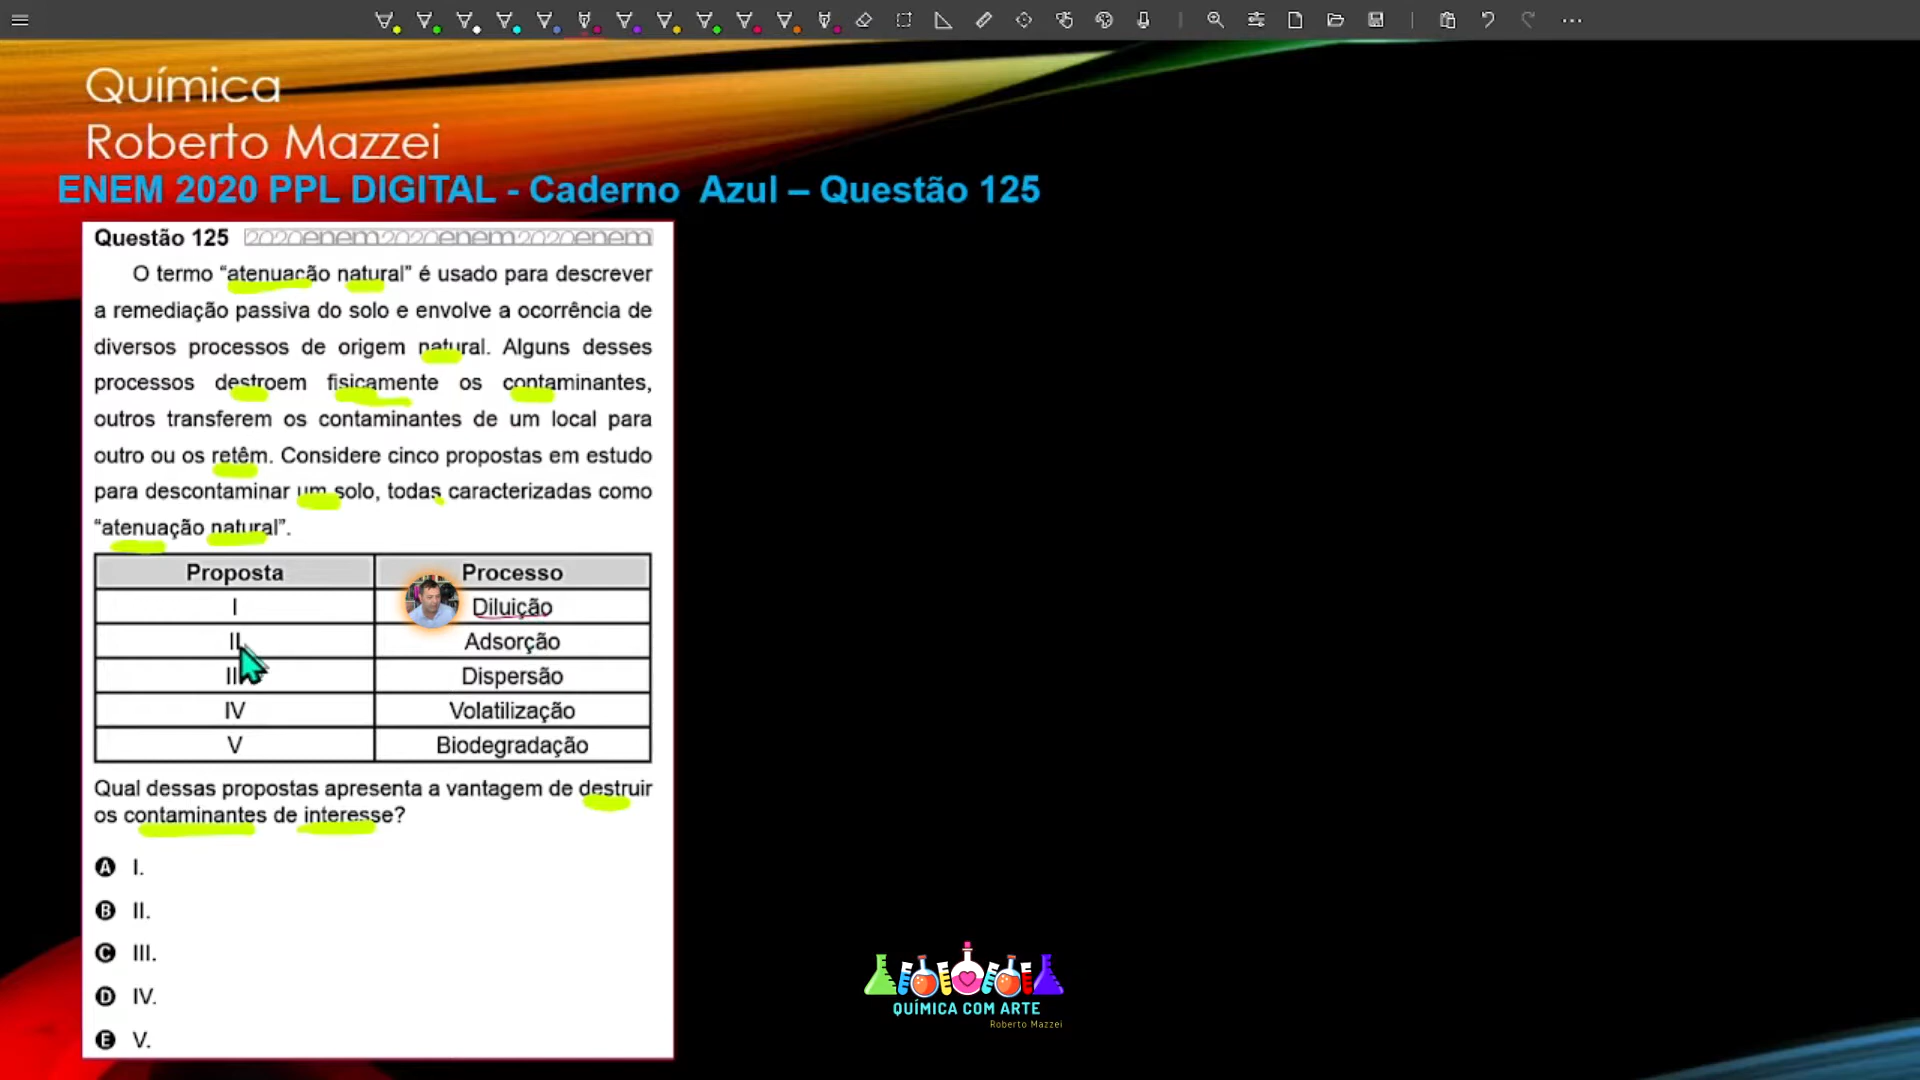 Química
Roberto Mazzei
ENEM 2020 PPL DIGITAL - Caderno Azul – Questão 125
Questão 125 2020enem2020enem2020enem
O termo “atenuação natural” é usado para descrever
a remediação passiva do solo e envolve a ocorrência de
diversos processos de origem natural. Alguns desses
processos destroem fisicamente os contaminantes,
outros transferem os contaminantes de um local para
outro ou os retêm. Considere cinco propostas em estudo
para descontaminar um solo, todas caracterizadas como
“atenuação natural”.
Proposta Processo
I Diluição
II Adsorção
III Dispersão
IV Volatilização
V Biodegradação
Qual dessas propostas apresenta a vantagem de destruir
os contaminantes de interesse?
A I.
B II.
C III.
D IV.
E V.
QUÍMICA COM ARTE
Roberto Mazzei